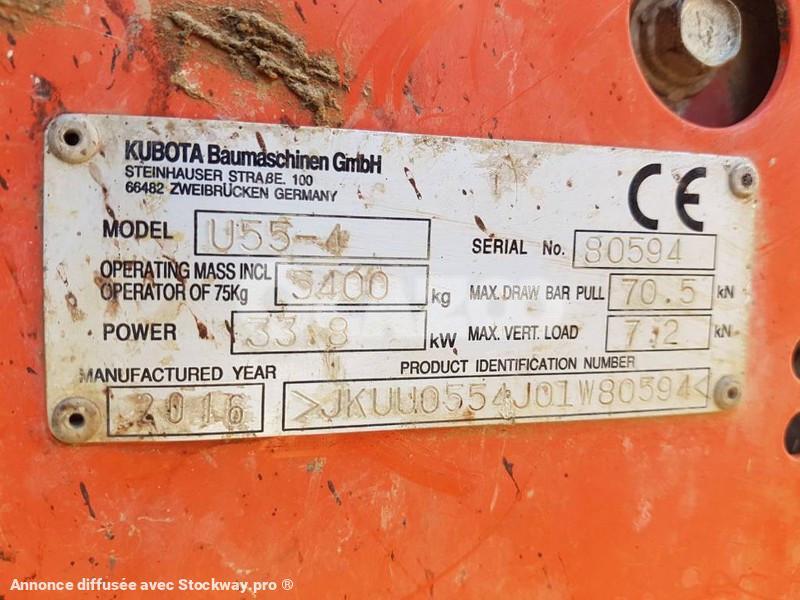 KUBOTA Baumaschinen GmbH
STEINHAUSER STRAßE. 100
66482 ZWEIBRÜCKEN GERMANY
CE
MODEL U55-4
SERIAL No. 80594
OPERATING MASS INCL
OPERATOR OF 75Kg 5400 kg
MAX. DRAW BAR PULL 70.5 kN
POWER 33.8 kW
MAX. VERT. LOAD 7.2 kN
MANUFACTURED YEAR
2016
PRODUCT IDENTIFICATION NUMBER
>JKUU0554J01W80594<
Annonce diffusée avec Stockway.pro ®